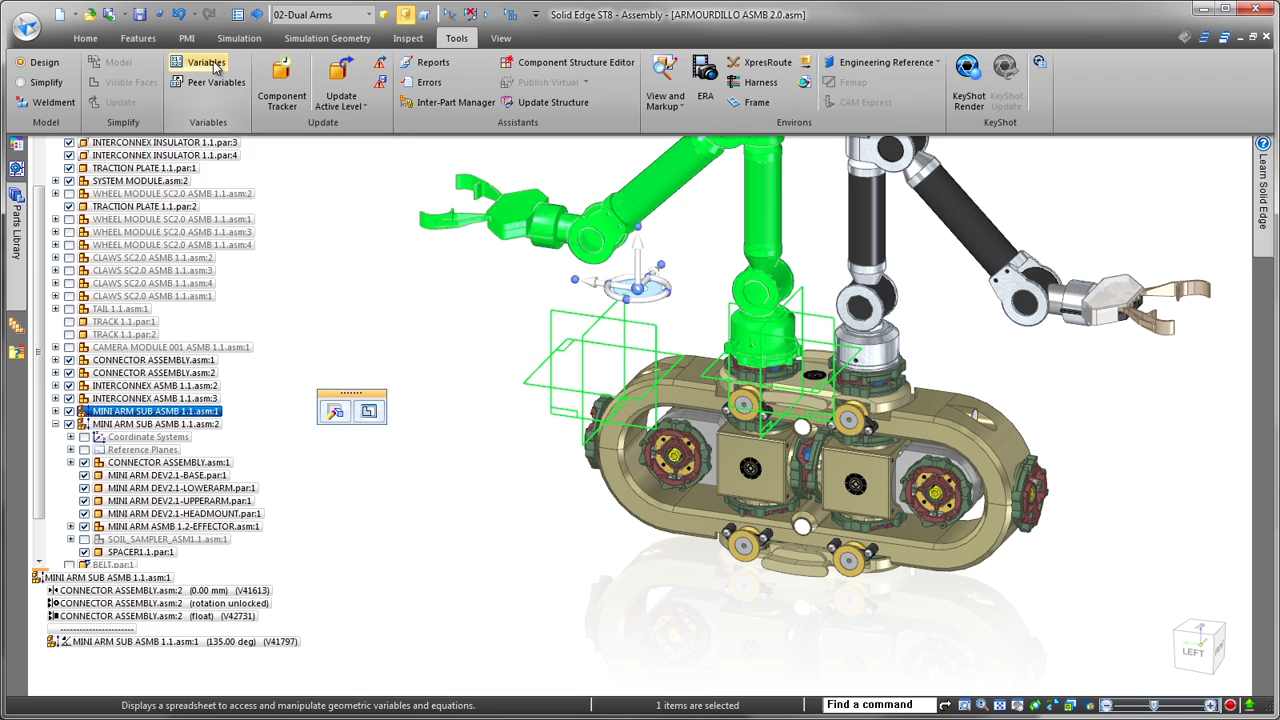 02-Dual Arms
Solid Edge ST8 - Assembly - [ARMOURDILLO ASMB 2.0.asm]
Home Features PMI Simulation Simulation Geometry Inspect Tools View
Design Model Variables Reports Component Structure Editor XpresRoute Engineering Reference
Simplify Visible Faces Peer Variables Errors Publish Virtual Harness Femap
Weldment Update Component Tracker Update Active Level Inter-Part Manager Update Structure View and Markup ERA Frame CAM Express KeyShot Render KeyShot Update
Model Simplify Variables Update Assistants Environs KeyShot
Parts Library
Learn Solid Edge
INTERCONNEX INSULATOR 1.1.par:3
INTERCONNEX INSULATOR 1.1.par:4
TRACTION PLATE 1.1.par:1
SYSTEM MODULE.asm:2
WHEEL MODULE SC2.0 ASMB 1.1.asm:2
TRACTION PLATE 1.1.par:2
WHEEL MODULE SC2.0 ASMB 1.1.asm:1
WHEEL MODULE SC2.0 ASMB 1.1.asm:3
WHEEL MODULE SC2.0 ASMB 1.1.asm:4
CLAWS SC2.0 ASMB 1.1.asm:2
CLAWS SC2.0 ASMB 1.1.asm:3
CLAWS SC2.0 ASMB 1.1.asm:4
CLAWS SC2.0 ASMB 1.1.asm:1
TAIL 1.1.asm:1
TRACK 1.1.par:1
TRACK 1.1.par:2
CAMERA MODULE 001 ASMB 1.1.asm:1
CONNECTOR ASSEMBLY.asm:1
CONNECTOR ASSEMBLY.asm:2
INTERCONNEX ASMB 1.1.asm:2
INTERCONNEX ASMB 1.1.asm:3
MINI ARM SUB ASMB 1.1.asm:1
MINI ARM SUB ASMB 1.1.asm:2
Coordinate Systems
Reference Planes
CONNECTOR ASSEMBLY.asm:1
MINI ARM DEV2.1-BASE.par:1
MINI ARM DEV2.1-LOWERARM.par:1
MINI ARM DEV2.1-UPPERARM.par:1
MINI ARM DEV2.1-HEADMOUNT.par:1
MINI ARM ASMB 1.2-EFFECTOR.asm:1
SOIL_SAMPLER_ASM1.1.asm:1
SPACER1.1.par:1
BELT.par:1
MINI ARM SUB ASMB 1.1.asm:1
CONNECTOR ASSEMBLY.asm:2 (0.00 mm) (V41613)
CONNECTOR ASSEMBLY.asm:2 (rotation unlocked)
CONNECTOR ASSEMBLY.asm:2 (float) (V42731)
--------------------
MINI ARM SUB ASMB 1.1.asm:1 (135.00 deg) (V41797)
LEFT
Displays a spreadsheet to access and manipulate geometric variables and equations.
1 items are selected
Find a command